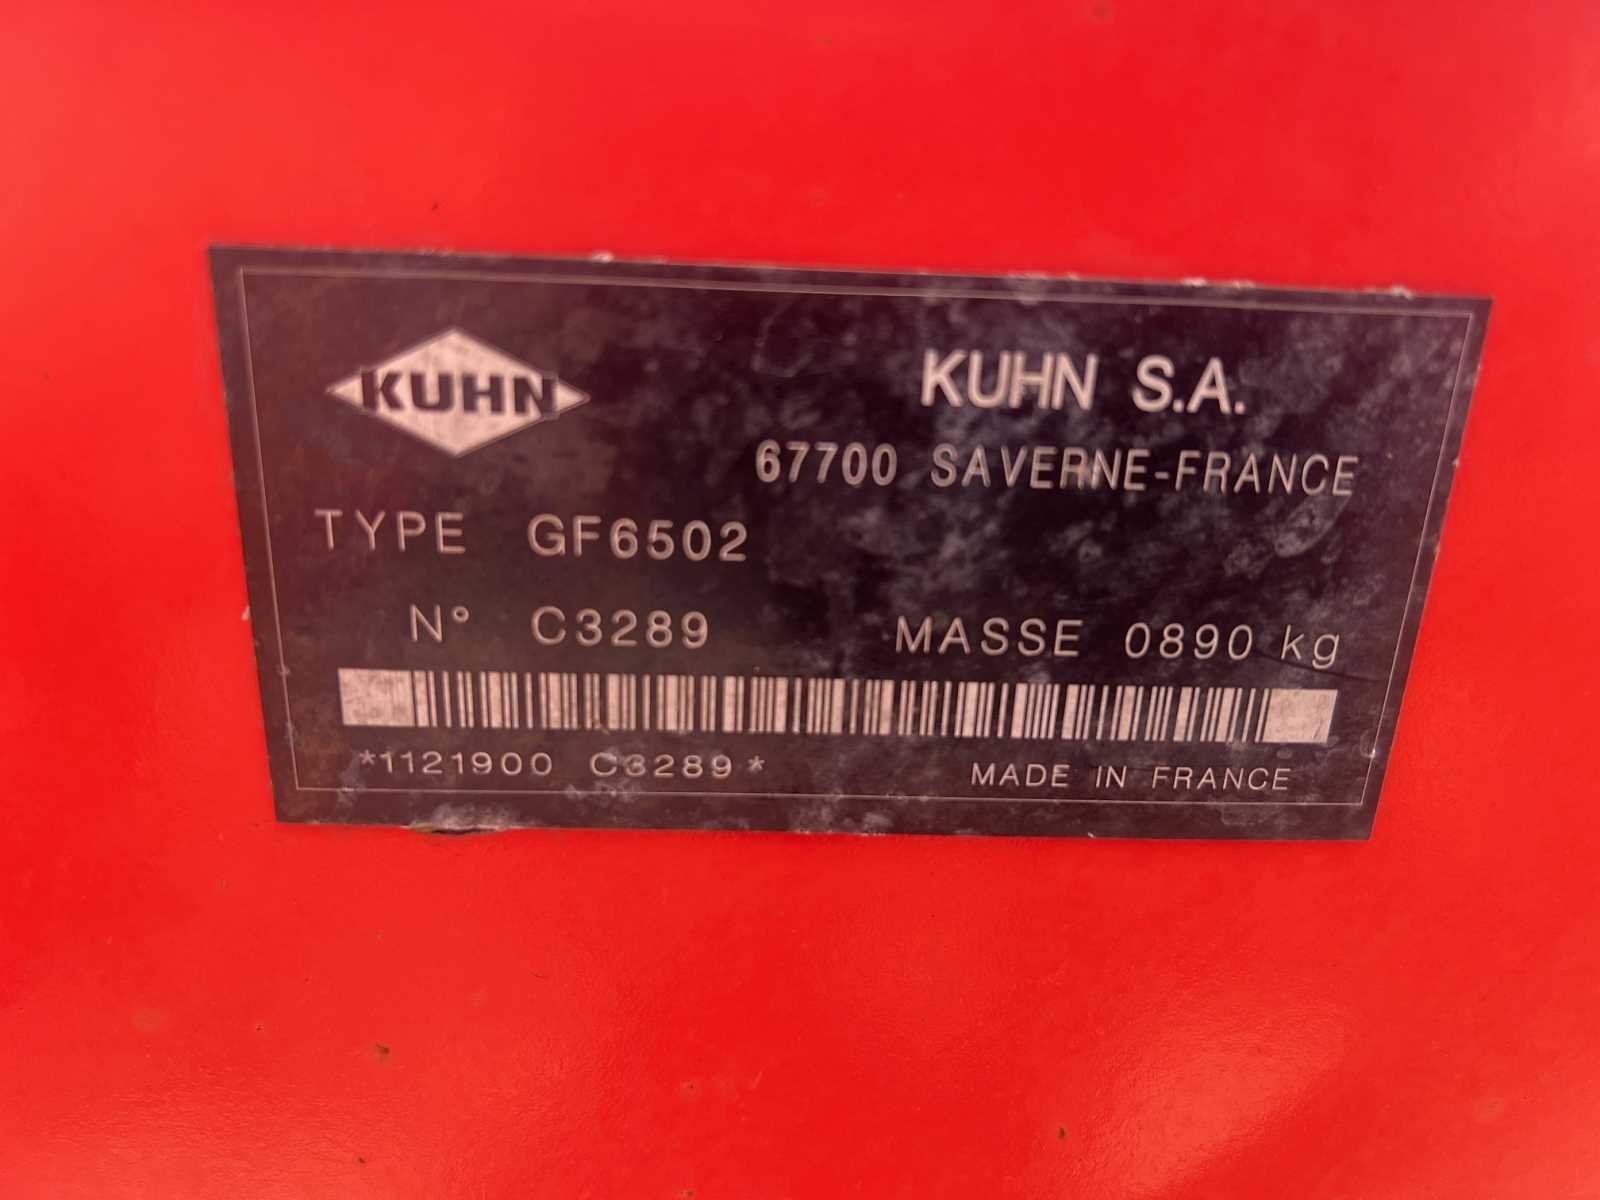 KUHN
KUHN S.A.
67700 SAVERNE-FRANCE
TYPE GF6502
N° C3289 MASSE 0890 kg
*1121900 C3289*
MADE IN FRANCE